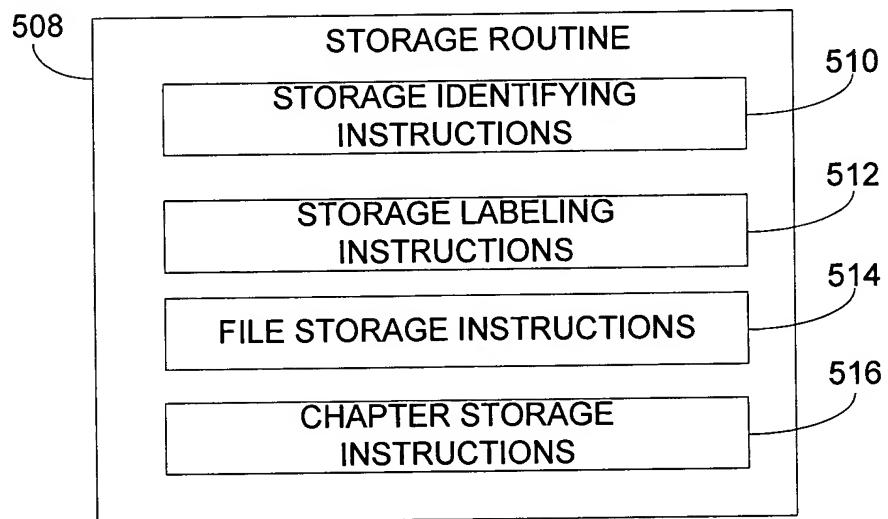 508
STORAGE ROUTINE
510
STORAGE IDENTIFYING
INSTRUCTIONS
512
STORAGE LABELING
INSTRUCTIONS
514
FILE STORAGE INSTRUCTIONS
516
CHAPTER STORAGE
INSTRUCTIONS